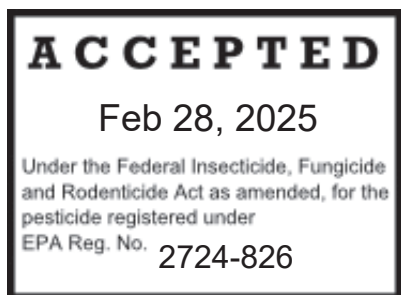 ACCEPTED
Feb 28, 2025
Under the Federal Insecticide, Fungicide
and Rodenticide Act as amended, for the
pesticide registered under
EPA Reg. No. 2724-826